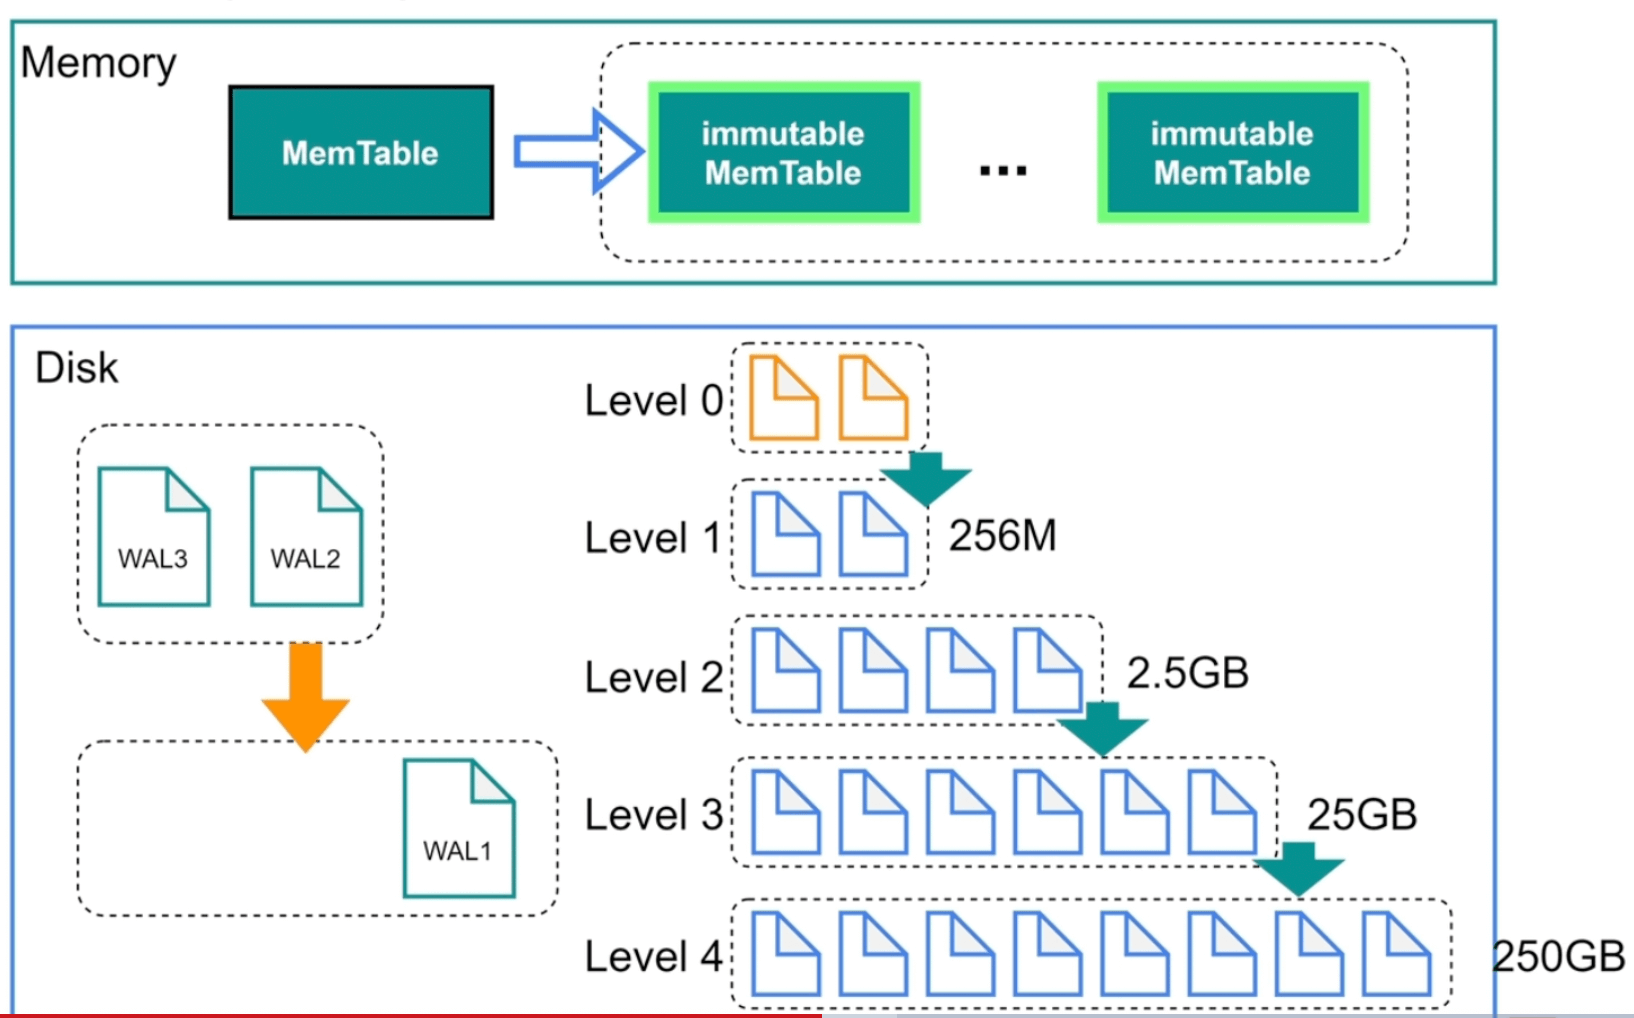 Memory
MemTable
immutable
MemTable
...
immutable
MemTable
Disk
Level 0
Level 1
256M
WAL3
WAL2
Level 2
2.5GB
Level 3
25GB
WAL1
Level 4
250GB